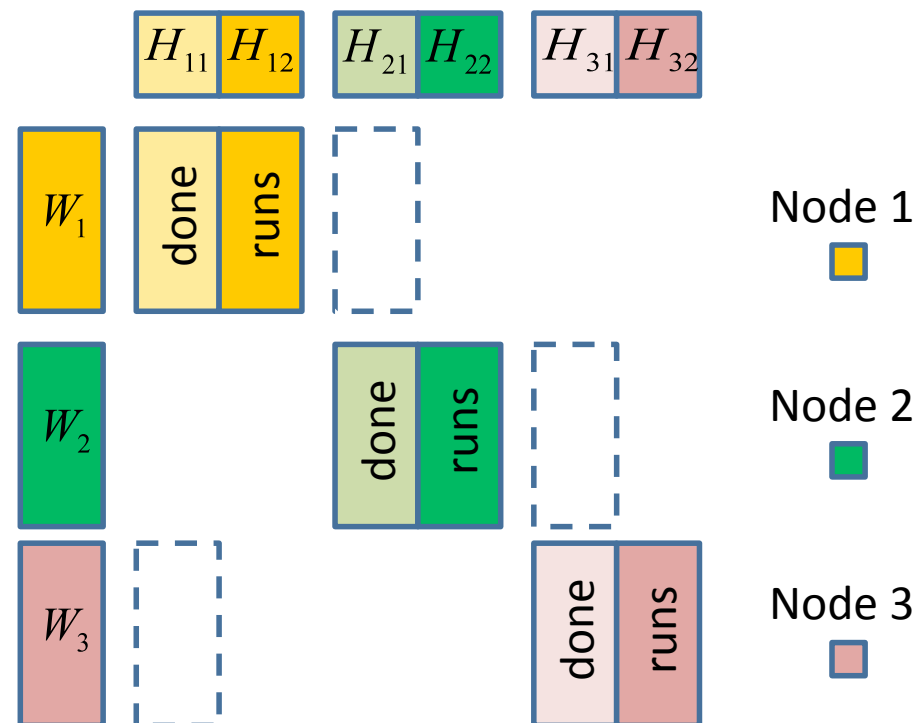 H₁₁ H₁₂ H₂₁ H₂₂ H₃₁ H₃₂
W₁ done runs Node 1
W₂ done runs Node 2
W₃ done runs Node 3